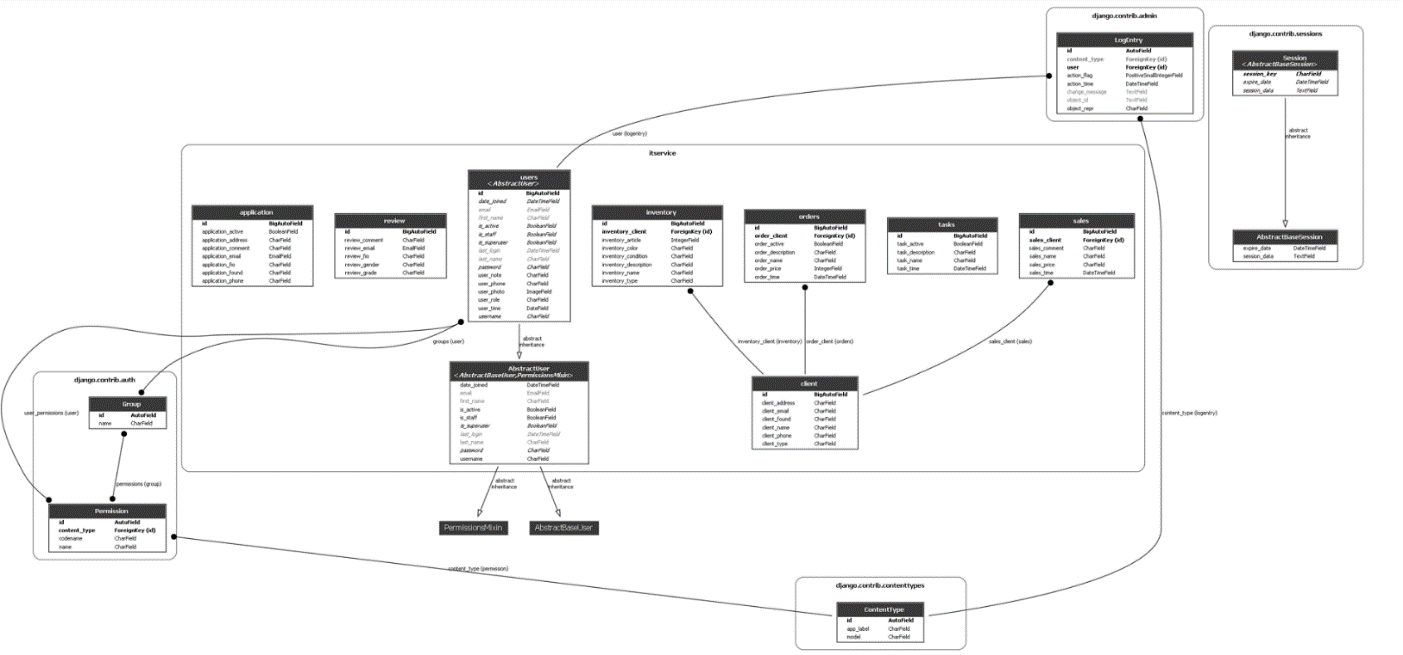 django.contrib.admin
LogEntry
id AutoField
content_type ForeignKey (id)
user ForeignKey (id)
action_flag PositiveSmallIntegerField
action_time DateTimeField
change_message TextField
object_id TextField
object_repr CharField
django.contrib.sessions
Session
<AbstractBaseSession>
session_key CharField
expire_date DateTimeField
session_data TextField
abstract
inheritance
AbstractBaseSession
expire_date DateTimeField
session_data TextField
user (logentry)
itservice
application
id BigAutoField
application_active BooleanField
application_address CharField
application_comment CharField
application_email EmailField
application_fio CharField
application_found CharField
application_phone CharField
review
id BigAutoField
review_comment CharField
review_email EmailField
review_fio CharField
review_gender CharField
review_grade CharField
users
<AbstractUser>
id BigAutoField
date_joined DateTimeField
email EmailField
first_name CharField
is_active BooleanField
is_staff BooleanField
is_superuser BooleanField
last_login DateTimeField
last_name CharField
password CharField
user_note CharField
user_phone CharField
user_photo ImageField
user_role CharField
user_time DateField
username CharField
inventory
id BigAutoField
inventory_client ForeignKey (id)
inventory_article IntegerField
inventory_color CharField
inventory_condition CharField
inventory_description CharField
inventory_name CharField
inventory_type CharField
orders
id BigAutoField
order_client ForeignKey (id)
order_active BooleanField
order_description CharField
order_name CharField
order_price IntegerField
order_time DateTimeField
tasks
id BigAutoField
task_active BooleanField
task_description CharField
task_name CharField
task_time DateTimeField
sales
id BigAutoField
sales_client ForeignKey (id)
sales_comment CharField
sales_name CharField
sales_price CharField
sales_time DateTimeField
groups (user)
abstract
inheritance
inventory_client (inventory)
order_client (orders)
sales_client (sales)
AbstractUser
<AbstractBaseUser,PermissionsMixin>
date_joined DateTimeField
email EmailField
first_name CharField
is_active BooleanField
is_staff BooleanField
is_superuser BooleanField
last_login DateTimeField
last_name CharField
password CharField
username CharField
client
id BigAutoField
client_address CharField
client_email CharField
client_found CharField
client_name CharField
client_phone CharField
client_type CharField
django.contrib.auth
Group
id AutoField
name CharField
user_permissions (user)
permissions (group)
Permission
id AutoField
content_type ForeignKey (id)
codename CharField
name CharField
abstract
inheritance
abstract
inheritance
PermissionsMixin
AbstractBaseUser
content_type (logentry)
content_type (permission)
django.contrib.contenttypes
ContentType
id AutoField
app_label CharField
model CharField